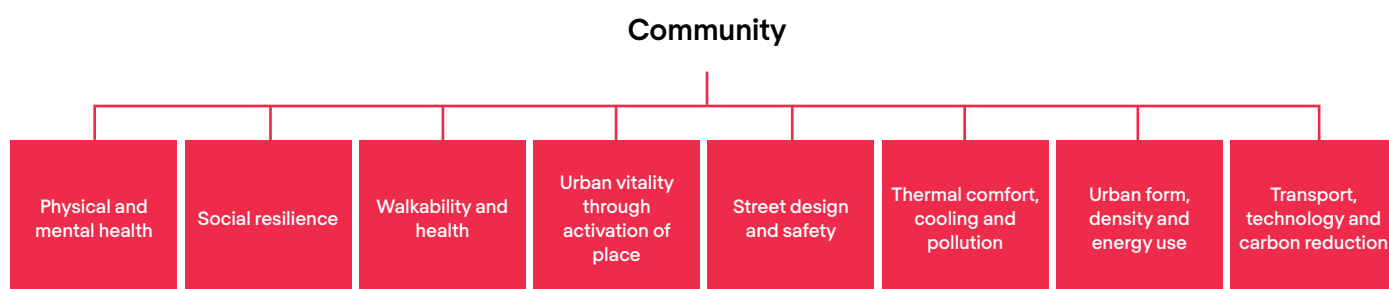 Community
Physical and
mental health
Social resilience
Walkability and
health
Urban vitality
through
activation of
place
Street design
and safety
Thermal comfort,
cooling and
pollution
Urban form,
density and
energy use
Transport,
technology and
carbon reduction